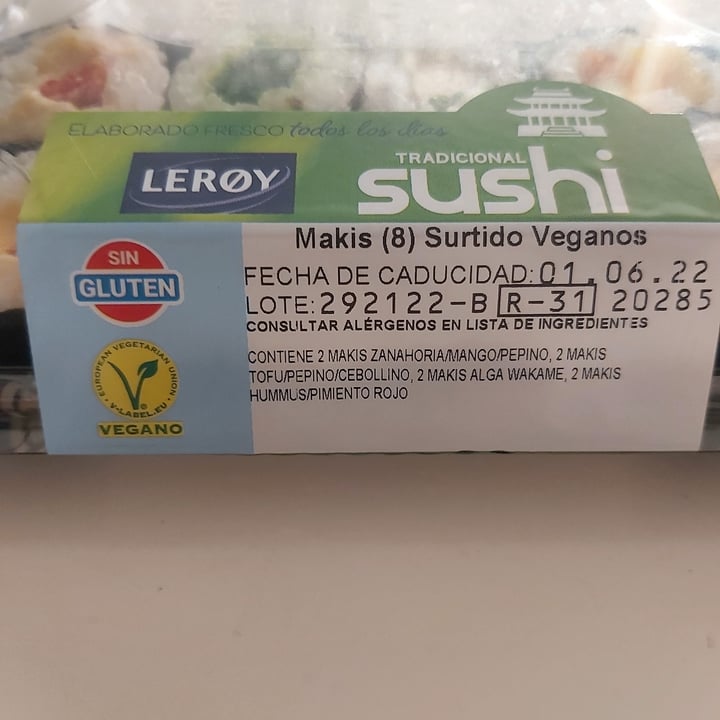 ELABORADO FRESCO todos los días
LERØY
TRADICIONAL
sushi
Makis (8) Surtido Veganos
SIN
GLUTEN
FECHA DE CADUCIDAD:01.06.22
LOTE:292122-B R-31 20285
CONSULTAR ALÉRGENOS EN LISTA DE INGREDIENTES
EUROPEAN VEGETARIAN UNION
V-LABEL.EU
VEGANO
CONTIENE 2 MAKIS ZANAHORIA/MANGO/PEPINO, 2 MAKIS
TOFU/PEPINO/CEBOLLINO, 2 MAKIS ALGA WAKAME, 2 MAKIS
HUMMUS/PIMIENTO ROJO